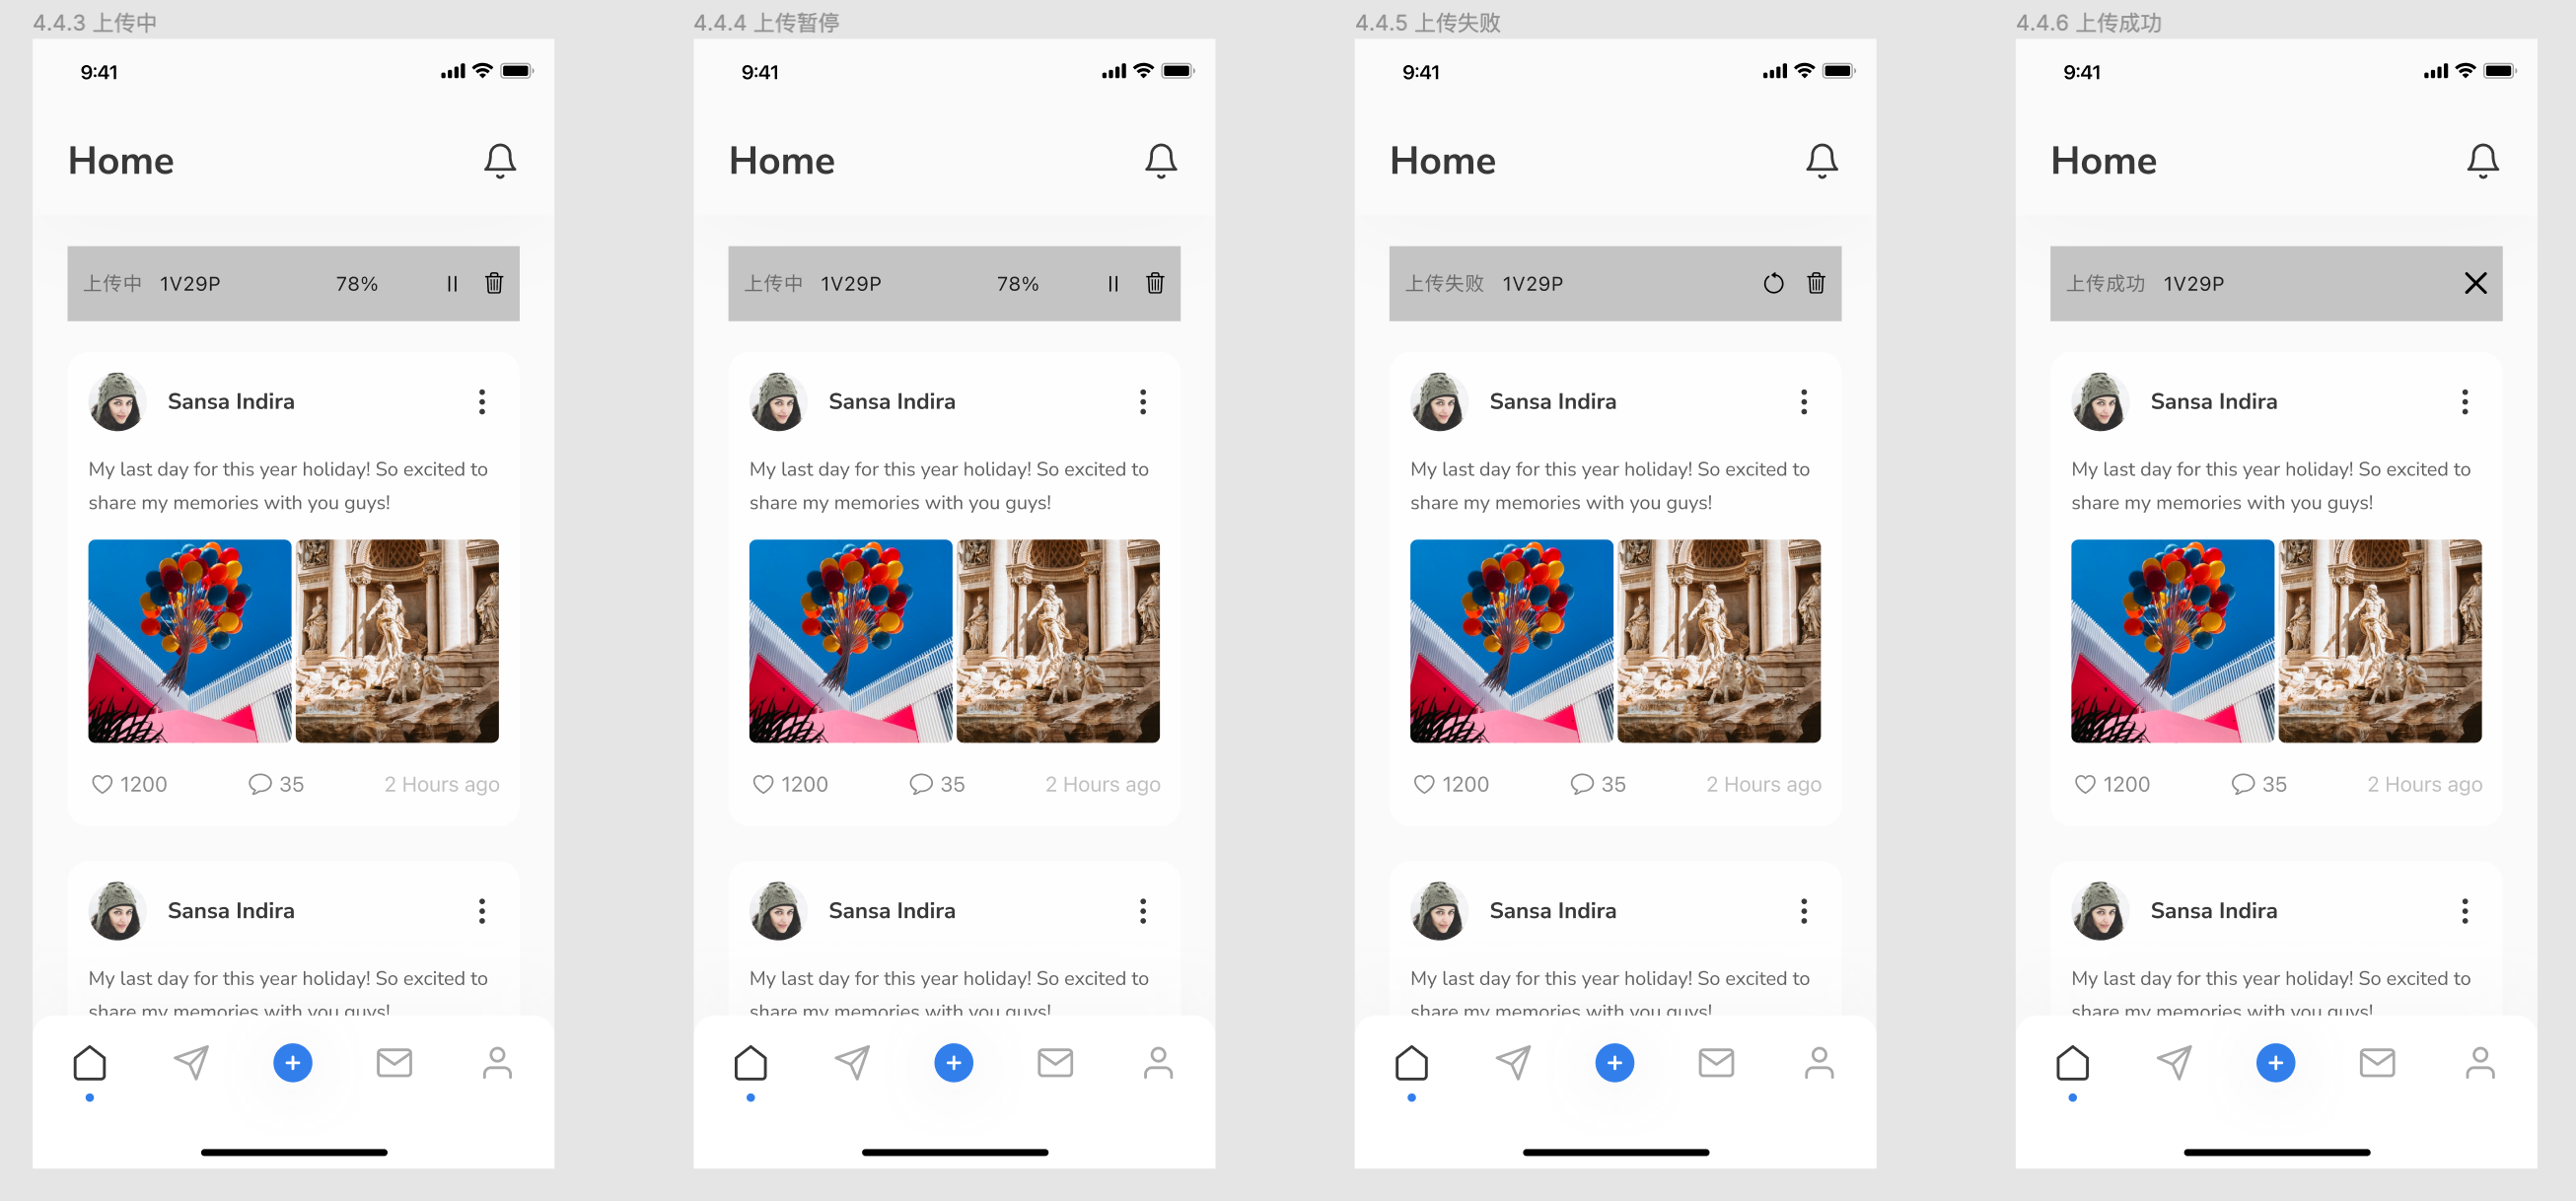 4.4.3 上传中
9:41
Home
上传中 1V29P 78%
Sansa Indira
My last day for this year holiday! So excited to
share my memories with you guys!
1200 35 2 Hours ago
Sansa Indira
My last day for this year holiday! So excited to
share my memories with you guys!
4.4.4 上传暂停
9:41
Home
上传中 1V29P 78%
Sansa Indira
My last day for this year holiday! So excited to
share my memories with you guys!
1200 35 2 Hours ago
Sansa Indira
My last day for this year holiday! So excited to
share my memories with you guys!
4.4.5 上传失败
9:41
Home
上传失败 1V29P
Sansa Indira
My last day for this year holiday! So excited to
share my memories with you guys!
1200 35 2 Hours ago
Sansa Indira
My last day for this year holiday! So excited to
share my memories with you guys!
4.4.6 上传成功
9:41
Home
上传成功 1V29P
Sansa Indira
My last day for this year holiday! So excited to
share my memories with you guys!
1200 35 2 Hours ago
Sansa Indira
My last day for this year holiday! So excited to
share my memories with you guys!